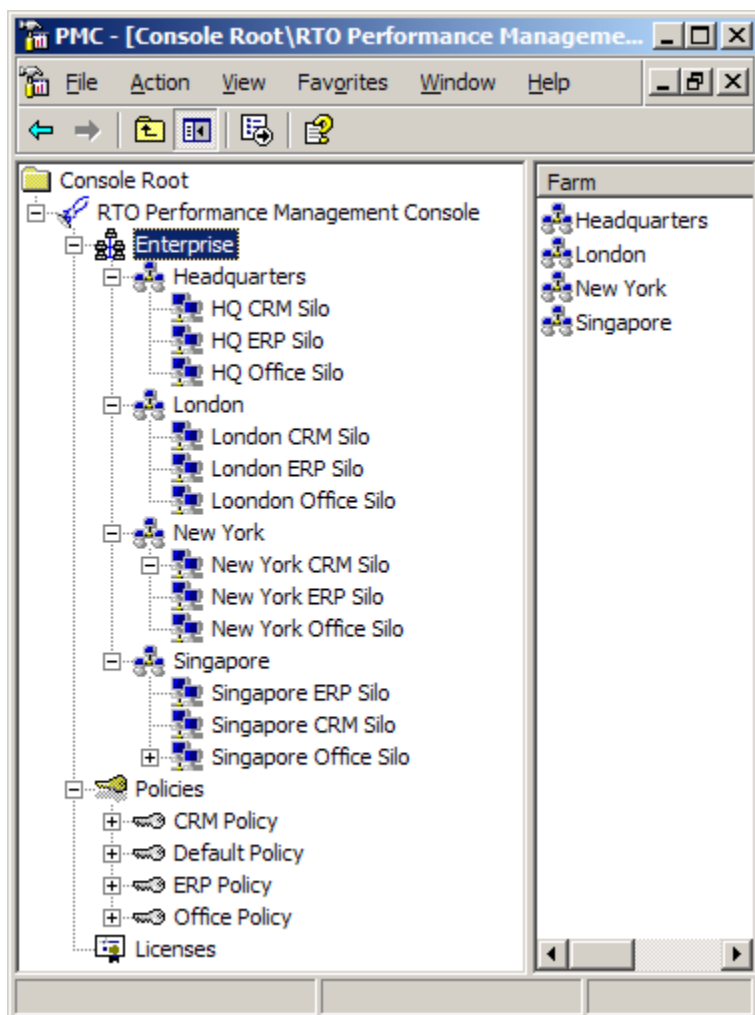 PMC - [Console Root\RTO Performance Manageme...
File Action View Favorites Window Help
Console Root
RTO Performance Management Console
Enterprise
Headquarters
HQ CRM Silo
HQ ERP Silo
HQ Office Silo
London
London CRM Silo
London ERP Silo
Loondon Office Silo
New York
New York CRM Silo
New York ERP Silo
New York Office Silo
Singapore
Singapore ERP Silo
Singapore CRM Silo
Singapore Office Silo
Policies
CRM Policy
Default Policy
ERP Policy
Office Policy
Licenses
Farm
Headquarters
London
New York
Singapore